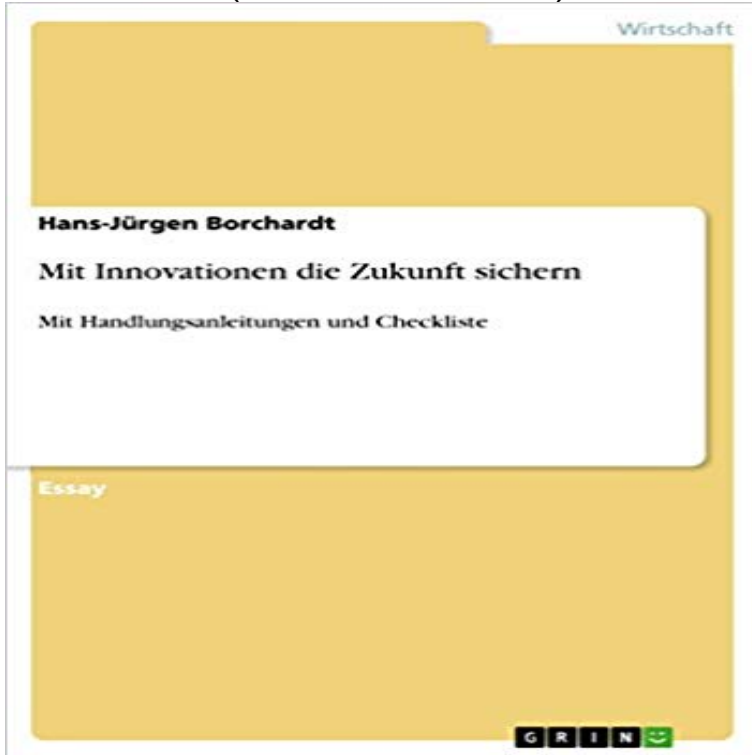 Wirtschaft
Hans-Jürgen Borchardt
Mit Innovationen die Zukunft sichern
Mit Handlungsanleitungen und Checkliste
Essay
GRIN